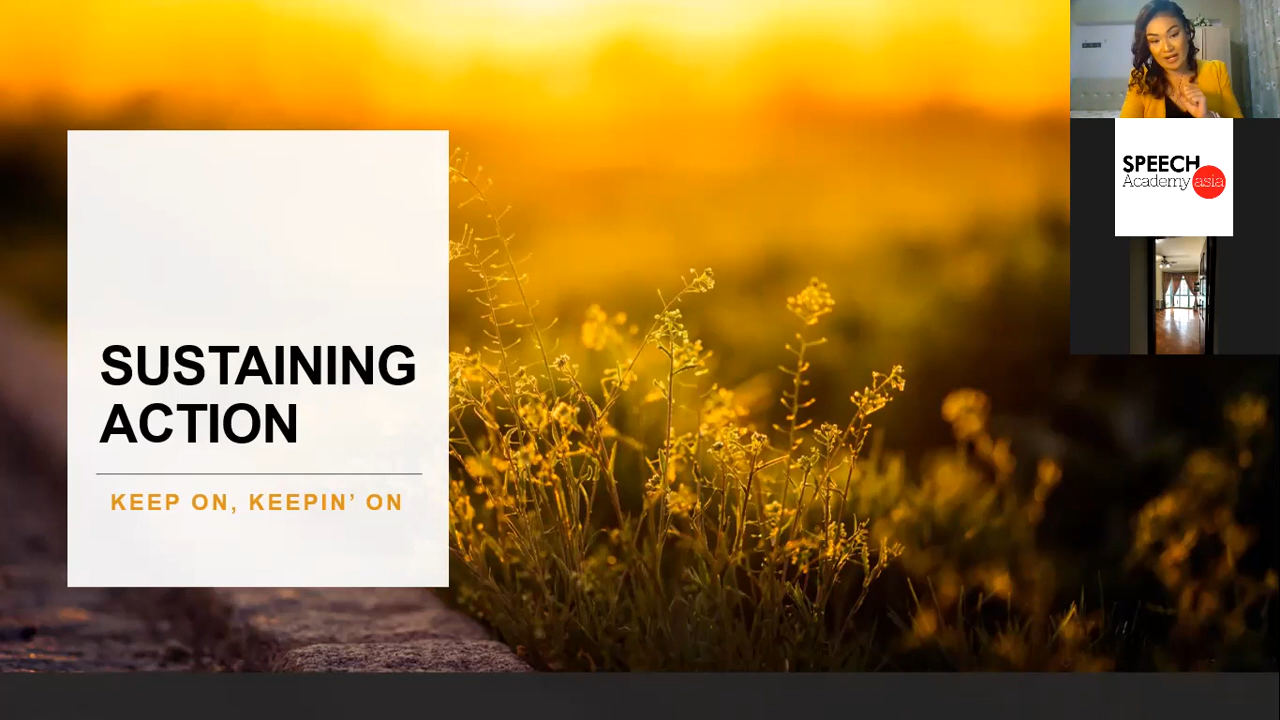 SUSTAINING
ACTION
KEEP ON, KEEPIN’ ON
SPEECH
Academy asia